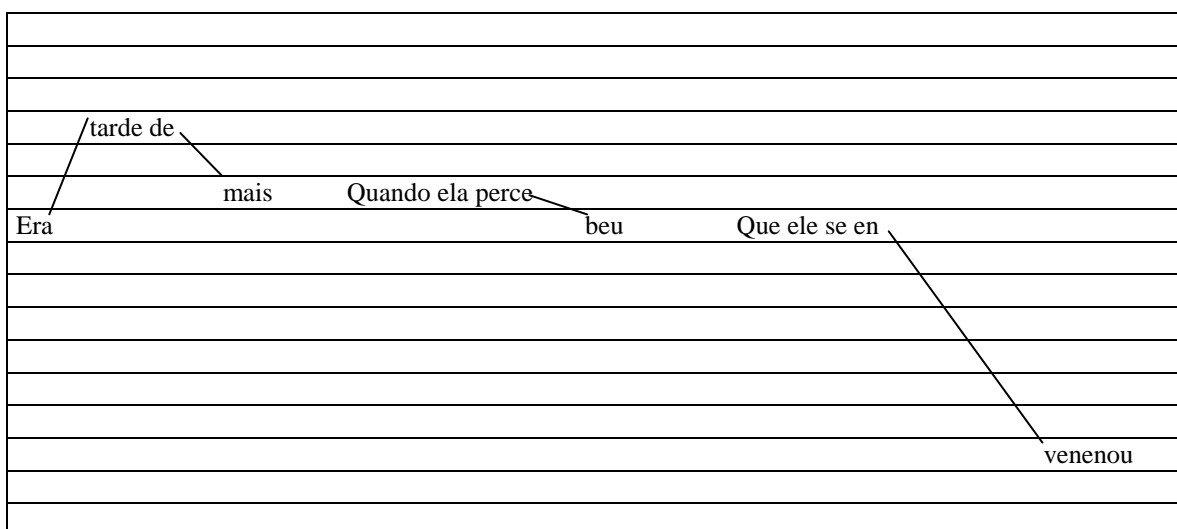 tarde de
mais Quando ela perce
Era beu Que ele se en
venenou